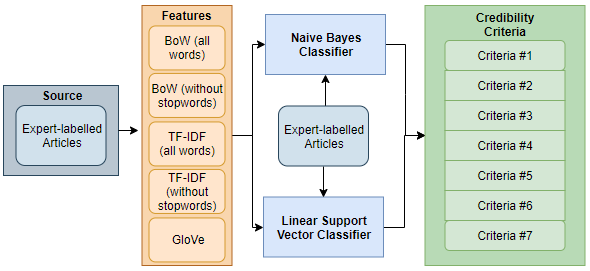 Source
Expert-labelled
Articles
Features
BoW (all
words)
BoW (without
stopwords)
TF-IDF
(all words)
TF-IDF
(without
stopwords)
GloVe
Naive Bayes
Classifier
Expert-labelled
Articles
Linear Support
Vector Classifier
Credibility
Criteria
Criteria #1
Criteria #2
Criteria #3
Criteria #4
Criteria #5
Criteria #6
Criteria #7